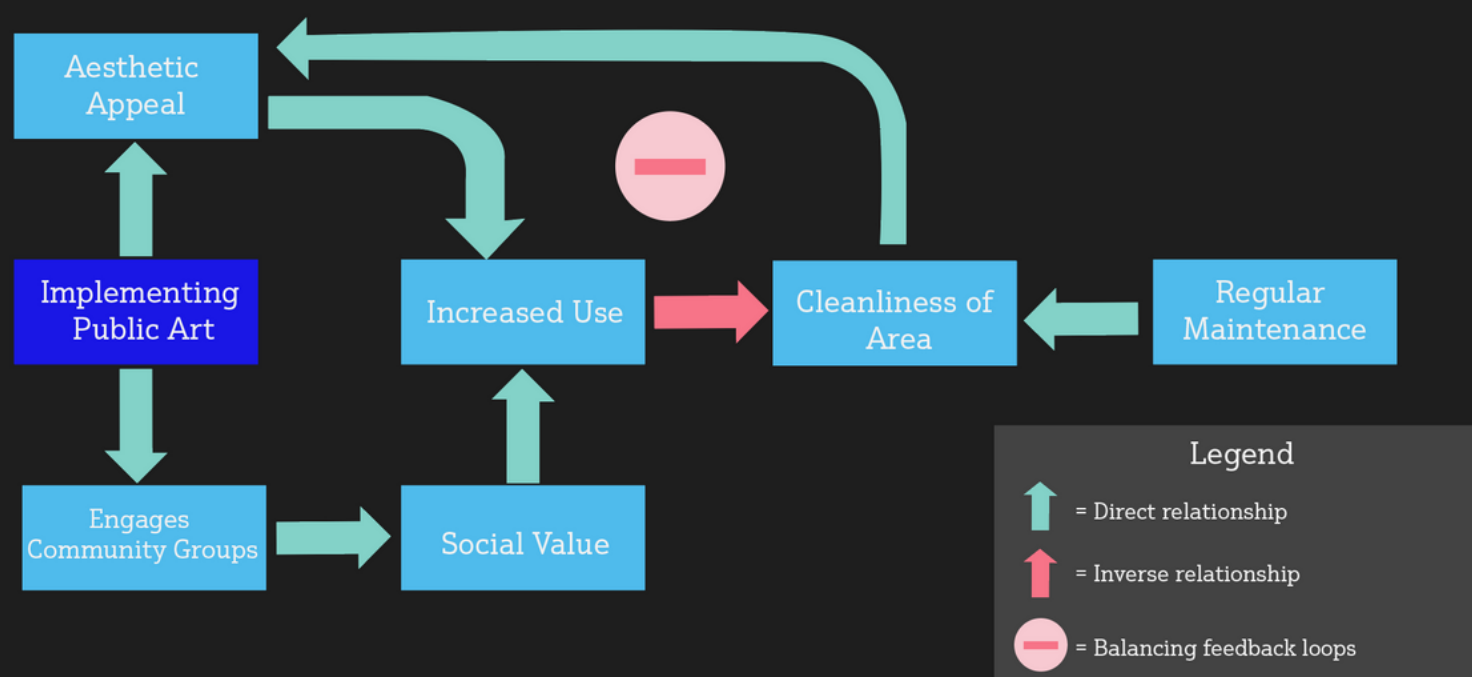 Aesthetic
Appeal
Implementing
Public Art
Increased Use
Cleanliness of
Area
Regular
Maintenance
Engages
Community Groups
Social Value
Legend
= Direct relationship
= Inverse relationship
= Balancing feedback loops